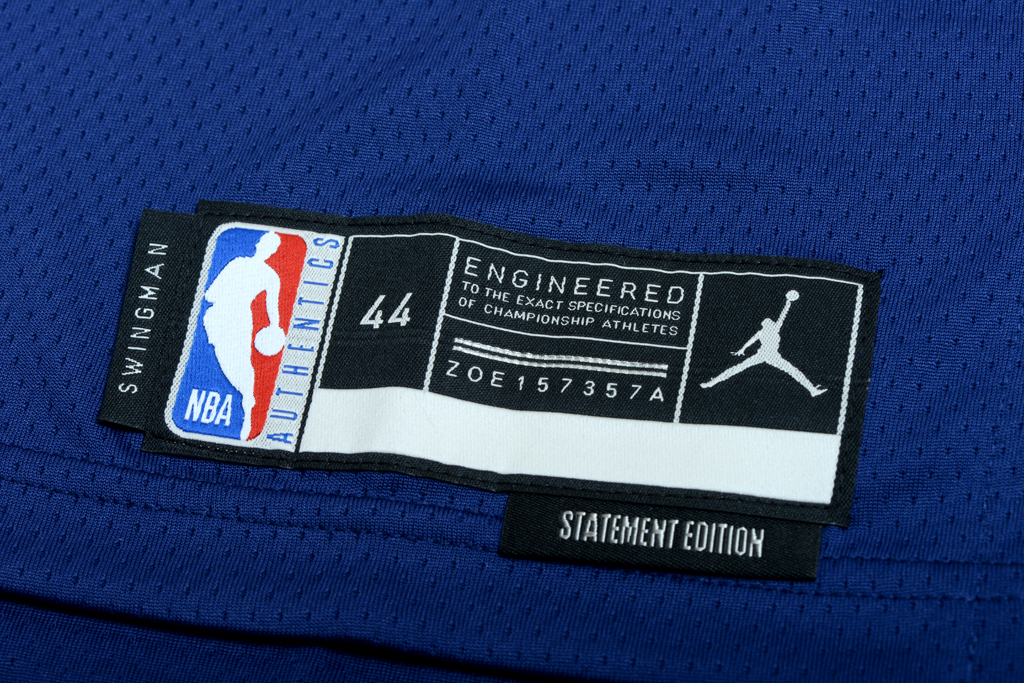 SWINGMAN
NBA
AUTHENTICS
44
ENGINEERED
TO THE EXACT SPECIFICATIONS
OF CHAMPIONSHIP ATHLETES
ZOE157357A
STATEMENT EDITION